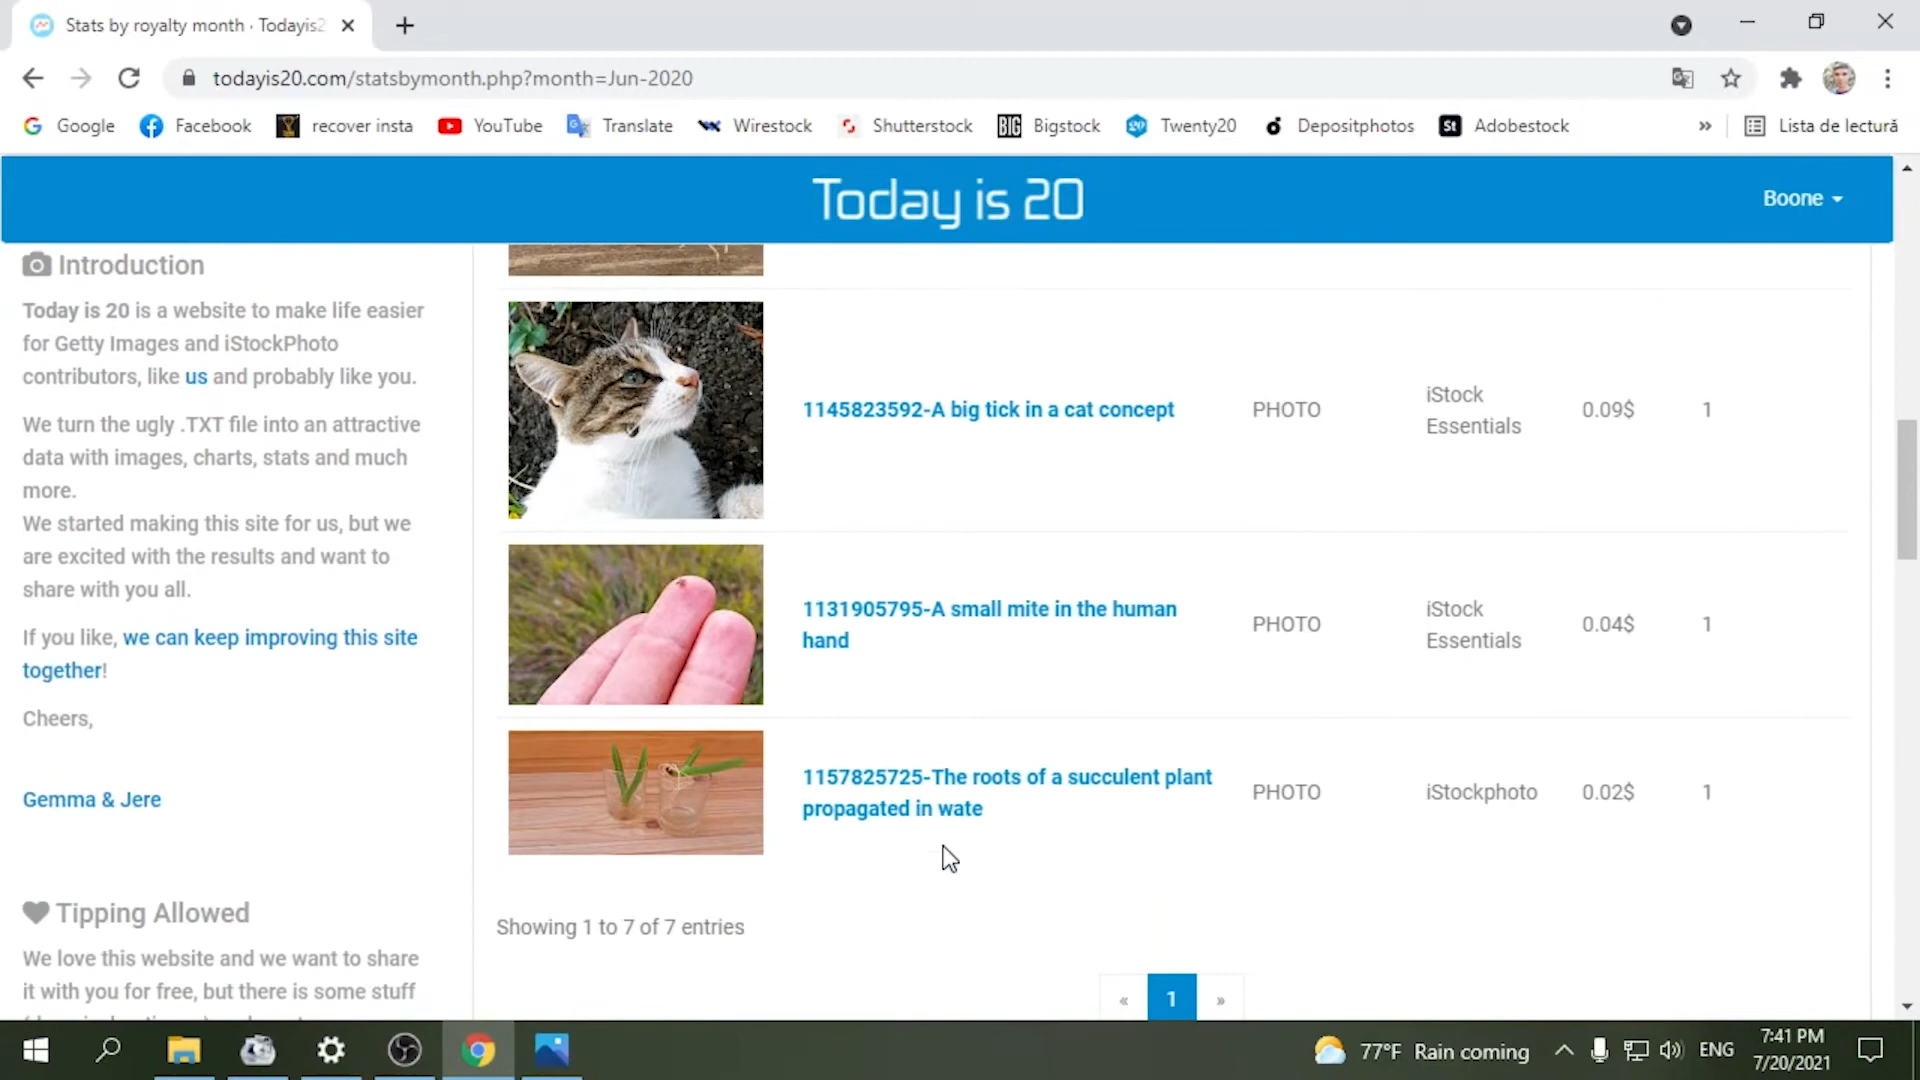 Stats by royalty month · Todayis2
todayis20.com/statsbymonth.php?month=Jun-2020
Google
Facebook
recover insta
YouTube
Translate
Wirestock
Shutterstock
BIG
Bigstock
20
Twenty20
Depositphotos
St
Adobestock
»
Lista de lectură
Today is 20
Boone
Introduction
Today is 20 is a website to make life easier
for Getty Images and iStockPhoto
contributors, like us and probably like you.
We turn the ugly .TXT file into an attractive
data with images, charts, stats and much
more.
We started making this site for us, but we
are excited with the results and want to
share with you all.
If you like, we can keep improving this site
together!
Cheers,
Gemma & Jere
Tipping Allowed
We love this website and we want to share
it with you for free, but there is some stuff
1145823592-A big tick in a cat concept
PHOTO
iStock
Essentials
0.09$
1
1131905795-A small mite in the human
hand
PHOTO
iStock
Essentials
0.04$
1
1157825725-The roots of a succulent plant
propagated in wate
PHOTO
iStockphoto
0.02$
1
Showing 1 to 7 of 7 entries
« 1 »
77°F Rain coming
ENG
7:41 PM
7/20/2021